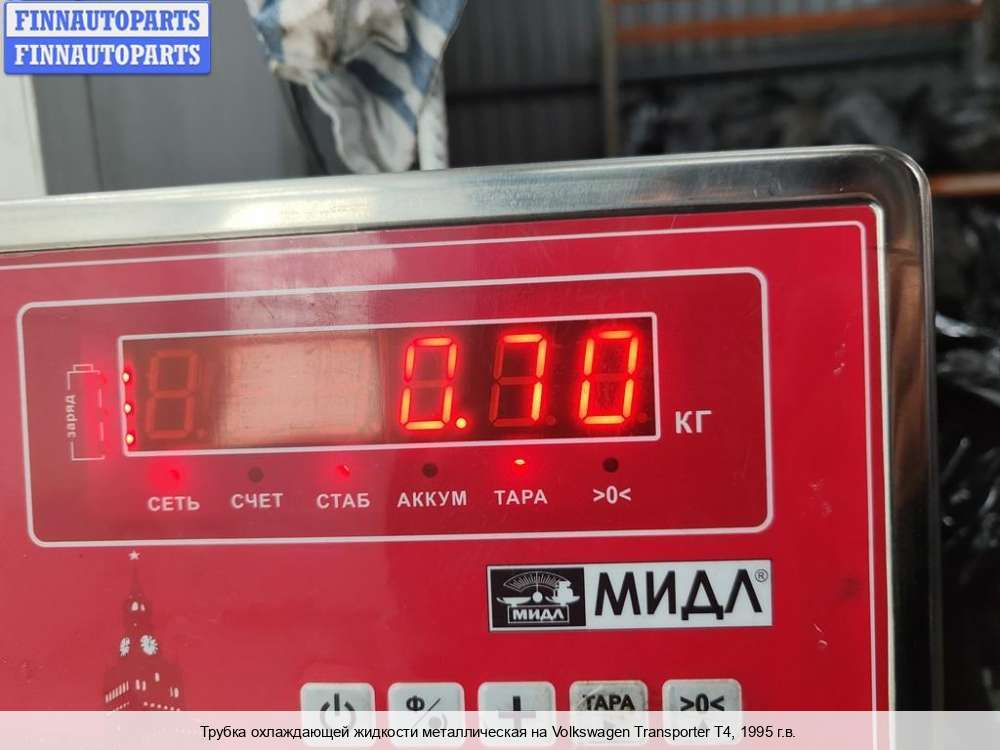 FINNAUTOPARTS
FINNAUTOPARTS
заряд
0.70
КГ
СЕТЬ СЧЕТ СТАБ АККУМ ТАРА >0<
МИДЛ МИДЛ®
Ф/ + ТАРА >0<
Трубка охлаждающей жидкости металлическая на Volkswagen Transporter T4, 1995 г.в.